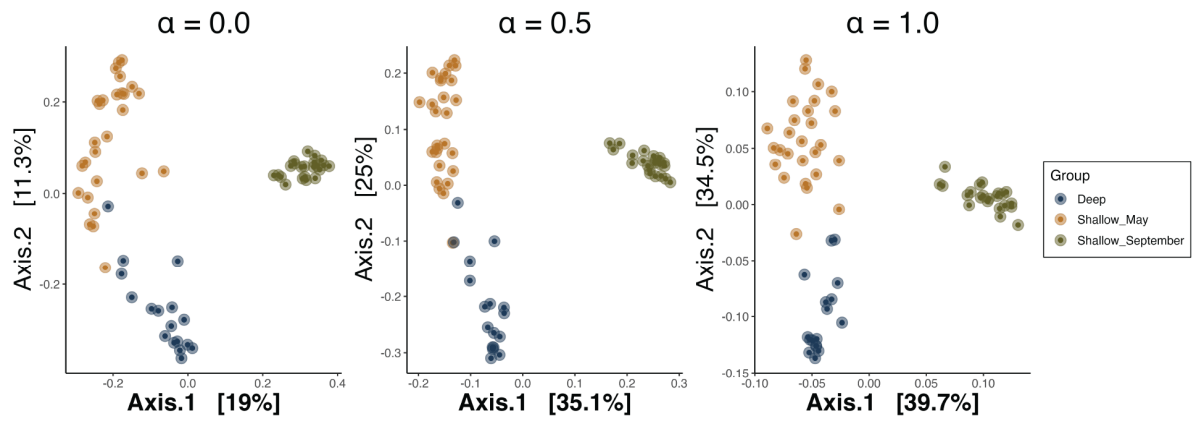 α = 0.0
Axis.2 [11.3%]
0.2
0.0
-0.2
-0.2 0.0 0.2 0.4
Axis.1 [19%]
α = 0.5
Axis.2 [25%]
0.2
0.1
0.0
-0.1
-0.2
-0.3
-0.2 -0.1 0.0 0.1 0.2 0.3
Axis.1 [35.1%]
α = 1.0
Axis.2 [34.5%]
0.10
0.05
0.00
-0.05
-0.10
-0.15
-0.10 -0.05 0.00 0.05 0.10
Axis.1 [39.7%]
Group
Deep
Shallow_May
Shallow_September